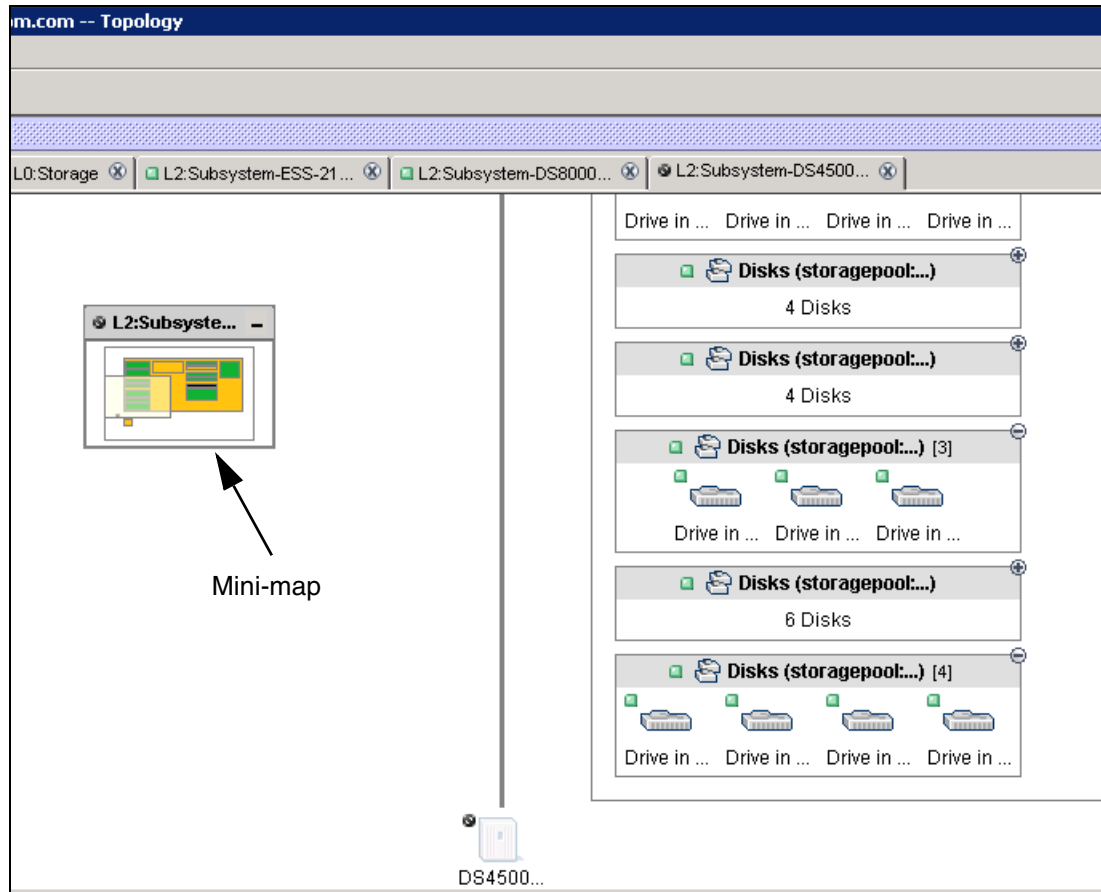 m.com -- Topology
L0:Storage L2:Subsystem-ESS-21... L2:Subsystem-DS8000... L2:Subsystem-DS4500...
Drive in ... Drive in ... Drive in ... Drive in ...
Disks (storagepool:...)
4 Disks
L2:Subsyste...
Disks (storagepool:...)
4 Disks
Disks (storagepool:...) [3]
Drive in ... Drive in ... Drive in ...
Mini-map
Disks (storagepool:...)
6 Disks
Disks (storagepool:...) [4]
Drive in ... Drive in ... Drive in ... Drive in ...
DS4500...